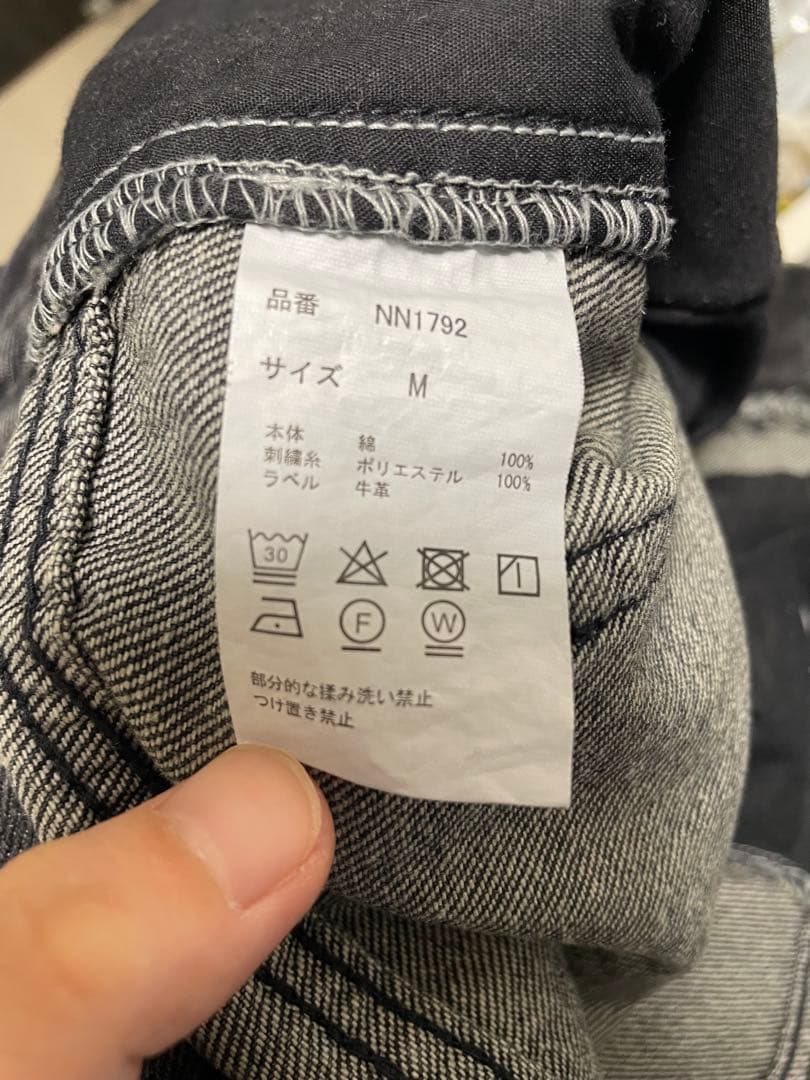 品番 NN1792
サイズ M
本体 綿 100%
刺繍糸 ポリエステル 100%
ラベル 牛革
30
F W
部分的な揉み洗い禁止
つけ置き禁止